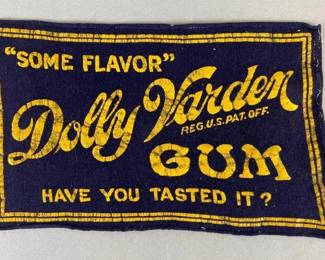 "SOME FLAVOR"
Dolly Varden
REG.U.S.PAT.OFF.
GUM
HAVE YOU TASTED IT?